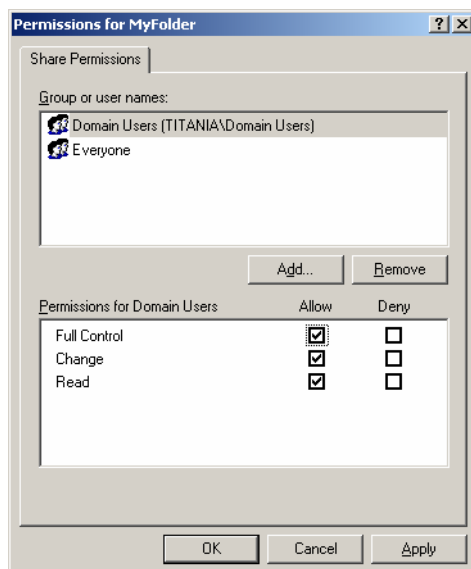 Permissions for MyFolder
Share Permissions
Group or user names:
Domain Users (TITANIA\Domain Users)
Everyone
Add... Remove
Permissions for Domain Users Allow Deny
Full Control
Change
Read
OK Cancel Apply